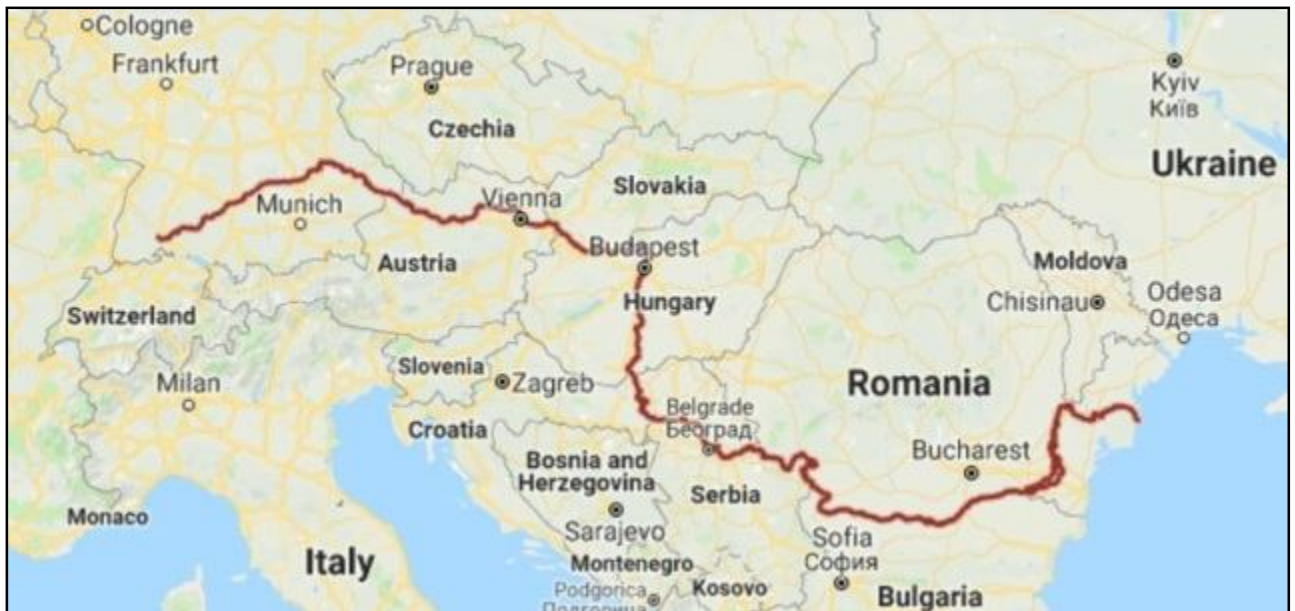 Cologne
Frankfurt
Prague
Czechia
Kyiv
Київ
Ukraine
Slovakia
Munich
Vienna
Budapest
Austria
Hungary
Moldova
Chisinau
Odesa
Одеса
Switzerland
Slovenia
Zagreb
Milan
Croatia
Romania
Belgrade
Београд
Bucharest
Bosnia and
Herzegovina
Serbia
Monaco
Sarajevo
Sofia
София
Italy
Montenegro
Kosovo
Podgorica
Подгорица
Bulgaria